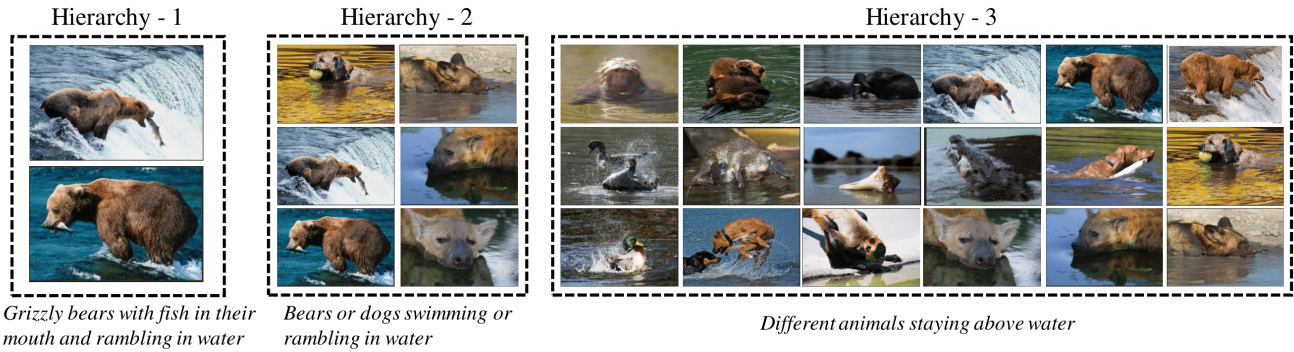 Hierarchy - 1
Hierarchy - 2
Hierarchy - 3
Grizzly bears with fish in their
mouth and rambling in water
Bears or dogs swimming or
rambling in water
Different animals staying above water